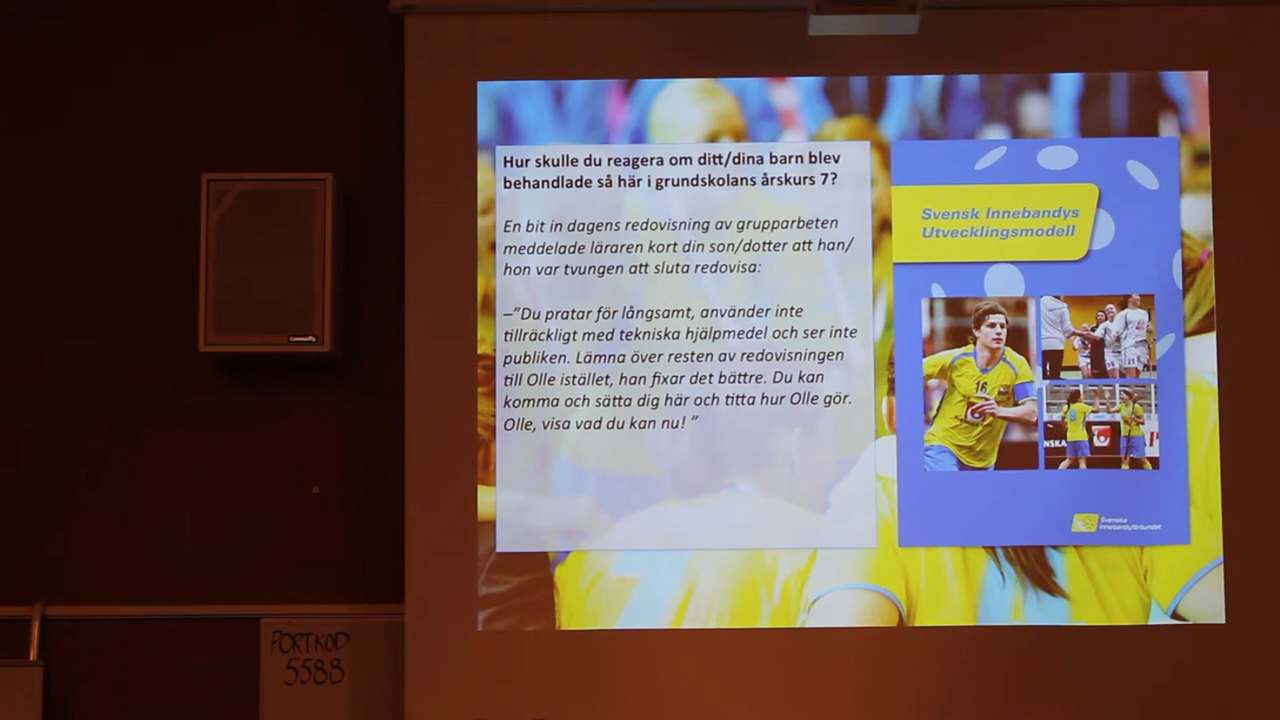 Hur skulle du reagera om ditt/dina barn blev
behandlade så här i grundskolans årskurs 7?
En bit in dagens redovisning av grupparbeten
meddelade läraren kort din son/dotter att han/
hon var tvungen att sluta redovisa:
–”Du pratar för långsamt, använder inte
tillräckligt med tekniska hjälpmedel och ser inte
publiken. Lämna över resten av redovisningen
till Olle istället, han fixar det bättre. Du kan
komma och sätta dig här och titta hur Olle gör.
Olle, visa vad du kan nu! ”
Svensk Innebandys
Utvecklingsmodell
16
Svenska
Innebandyförbundet
PORTKOD
5588